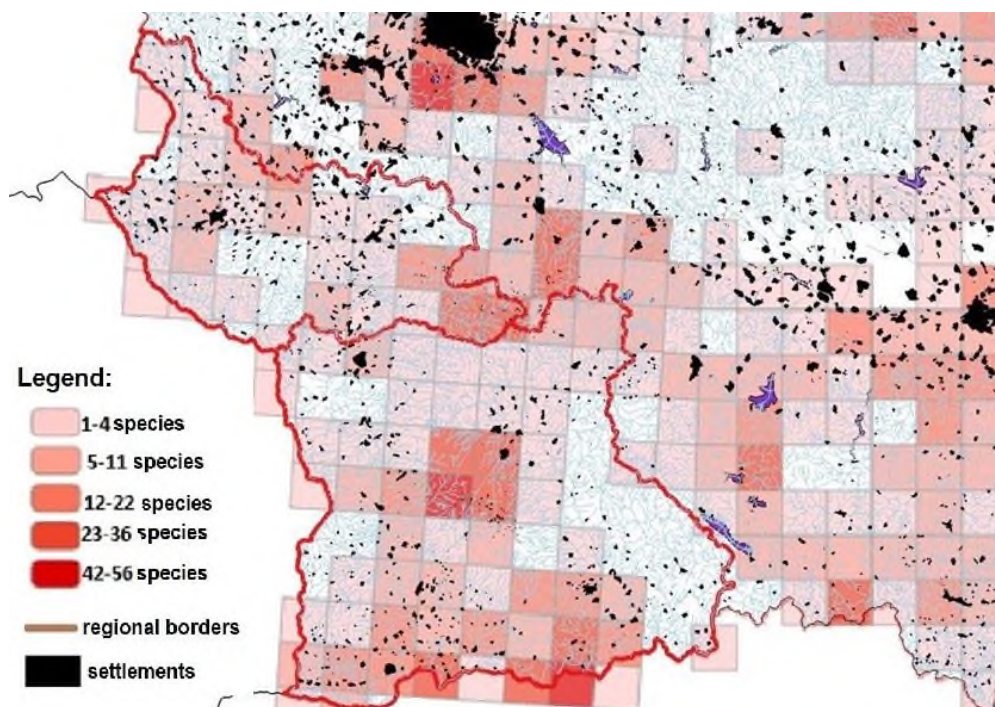 Legend:
1-4 species
5-11 species
12-22 species
23-36 species
42-56 species
regional borders
settlements